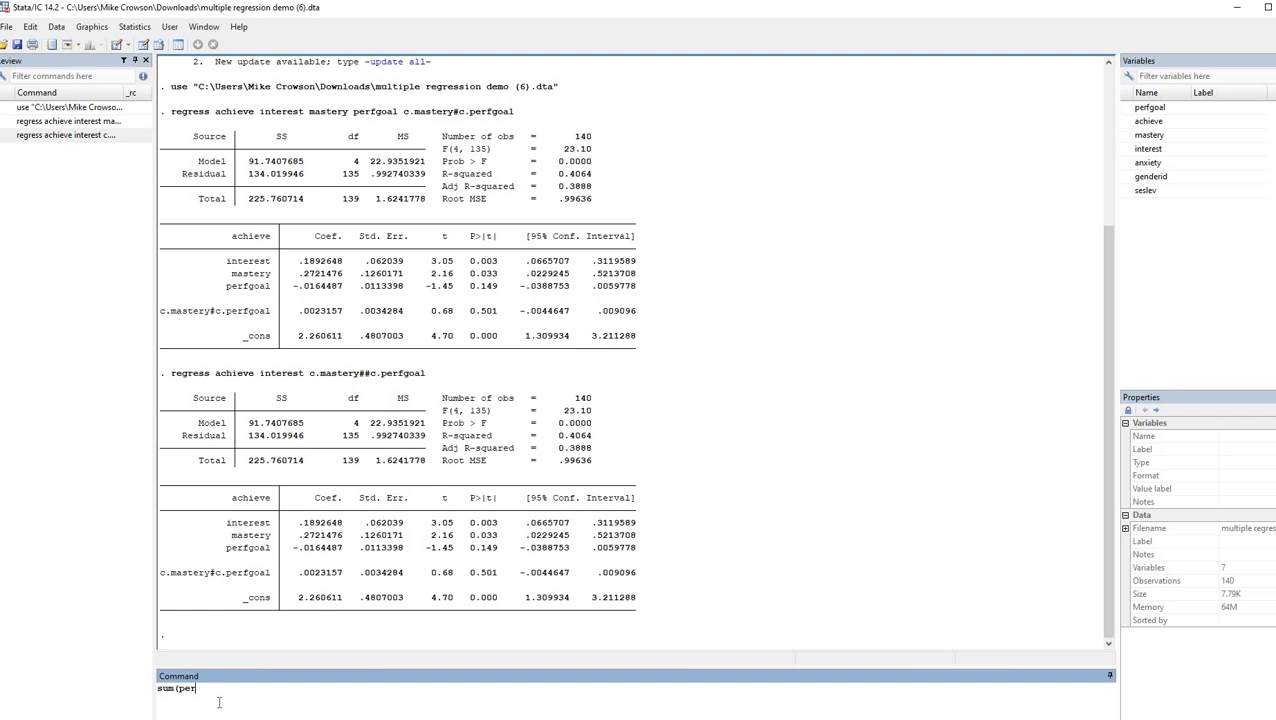 Stata/IC 14.2 - C:\Users\Mike Crowson\Downloads\multiple regression demo (6).dta
File Edit Data Graphics Statistics User Window Help
eview
Filter commands here
Command _rc
use "C:\Users\Mike Crowso...
regress achieve interest ma...
regress achieve interest c....
2. New update available; type -update all-
. use "C:\Users\Mike Crowson\Downloads\multiple regression demo (6).dta"
. regress achieve interest mastery perfgoal c.mastery#c.perfgoal
Source SS df MS Number of obs = 140
F(4, 135) = 23.10
Model 91.7407685 4 22.9351921 Prob > F = 0.0000
Residual 134.019946 135 .992740339 R-squared = 0.4064
Adj R-squared = 0.3888
Total 225.760714 139 1.6241778 Root MSE = .99636
achieve Coef. Std. Err. t P>|t| [95% Conf. Interval]
interest .1892648 .062039 3.05 0.003 .0665707 .3119589
mastery .2721476 .1260171 2.16 0.033 .0229245 .5213708
perfgoal -.0164487 .0113398 -1.45 0.149 -.0388753 .0059778
c.mastery#c.perfgoal .0023157 .0034284 0.68 0.501 -.0044647 .009096
_cons 2.260611 .4807003 4.70 0.000 1.309934 3.211288
. regress achieve interest c.mastery##c.perfgoal
Source SS df MS Number of obs = 140
F(4, 135) = 23.10
Model 91.7407685 4 22.9351921 Prob > F = 0.0000
Residual 134.019946 135 .992740339 R-squared = 0.4064
Adj R-squared = 0.3888
Total 225.760714 139 1.6241778 Root MSE = .99636
achieve Coef. Std. Err. t P>|t| [95% Conf. Interval]
interest .1892648 .062039 3.05 0.003 .0665707 .3119589
mastery .2721476 .1260171 2.16 0.033 .0229245 .5213708
perfgoal -.0164487 .0113398 -1.45 0.149 -.0388753 .0059778
c.mastery#c.perfgoal .0023157 .0034284 0.68 0.501 -.0044647 .009096
_cons 2.260611 .4807003 4.70 0.000 1.309934 3.211288
.
Command
sum(per
Variables
Filter variables here
Name Label
perfgoal
achieve
mastery
interest
anxiety
genderid
seslev
Properties
Variables
Name
Label
Type
Format
Value label
Notes
Data
Filename multiple regres
Label
Notes
Variables 7
Observations 140
Size 7.79K
Memory 64M
Sorted by